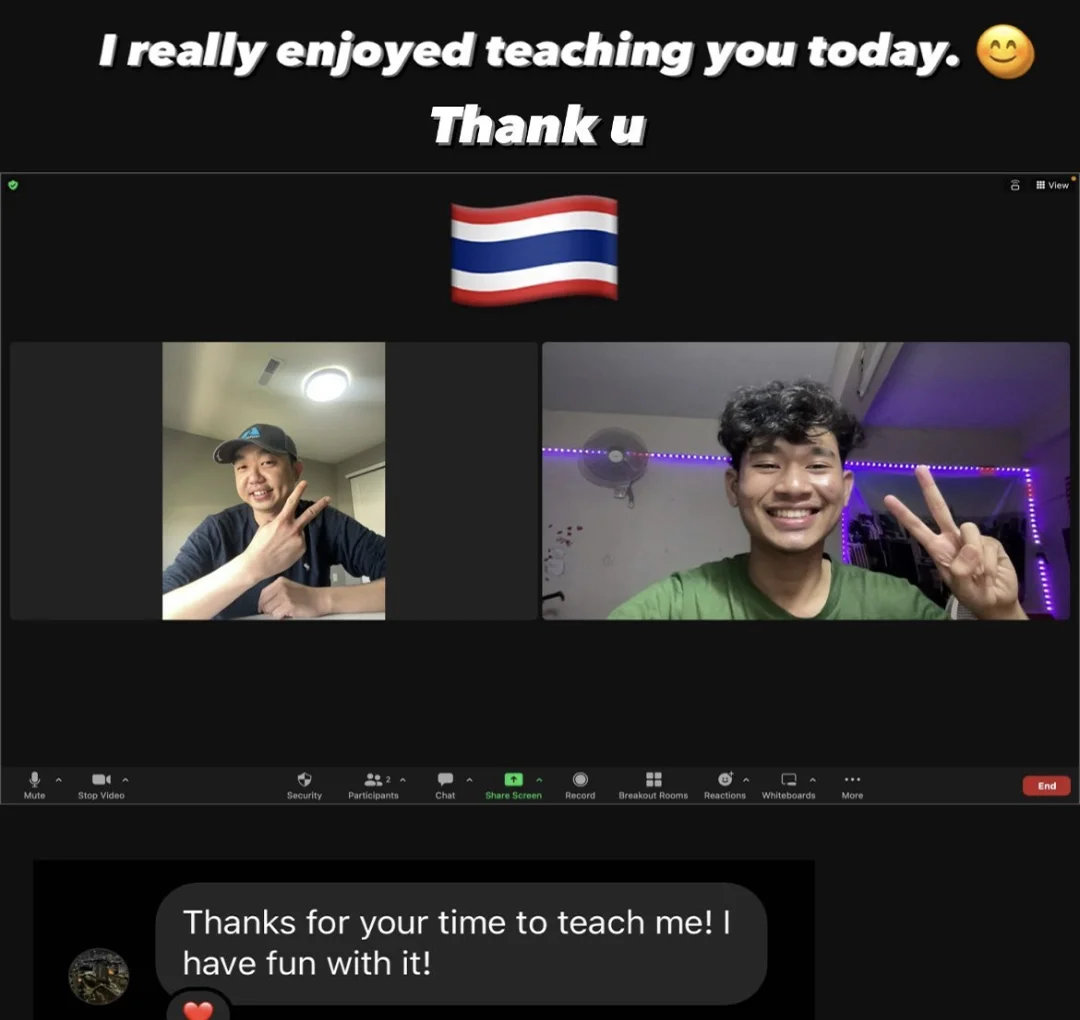 I really enjoyed teaching you today. 😊
Thank u
View
Mute
Stop Video
Security
Participants
2
Chat
Share Screen
Record
Breakout Rooms
Reactions
Whiteboards
More
End
Thanks for your time to teach me! I
have fun with it!